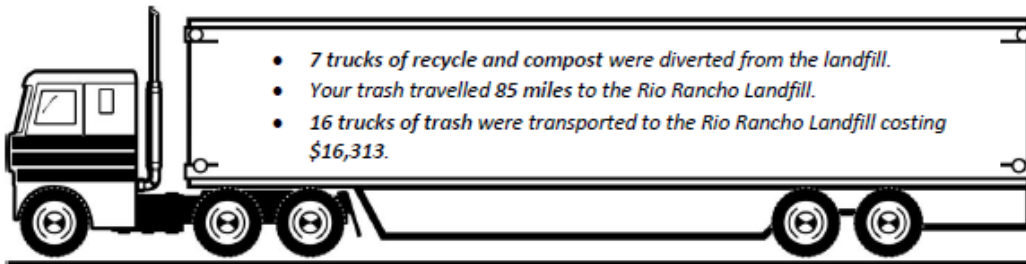 • 7 trucks of recycle and compost were diverted from the landfill.
• Your trash travelled 85 miles to the Rio Rancho Landfill.
• 16 trucks of trash were transported to the Rio Rancho Landfill costing
$16,313.